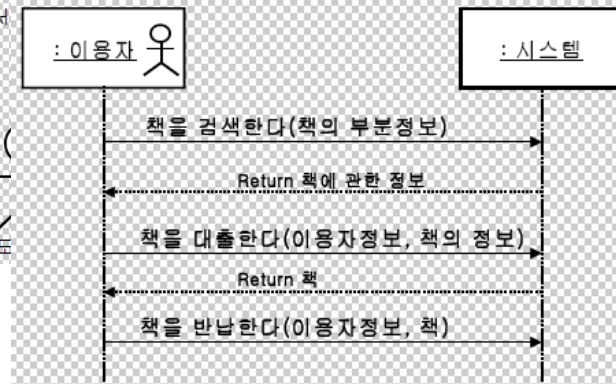 : 이용자
: 시스템
책을 검색한다(책의 부분정보)
Return 책에 관한 정보
책을 대출한다(이용자정보, 책의 정보)
Return 책
책을 반납한다(이용자정보, 책)